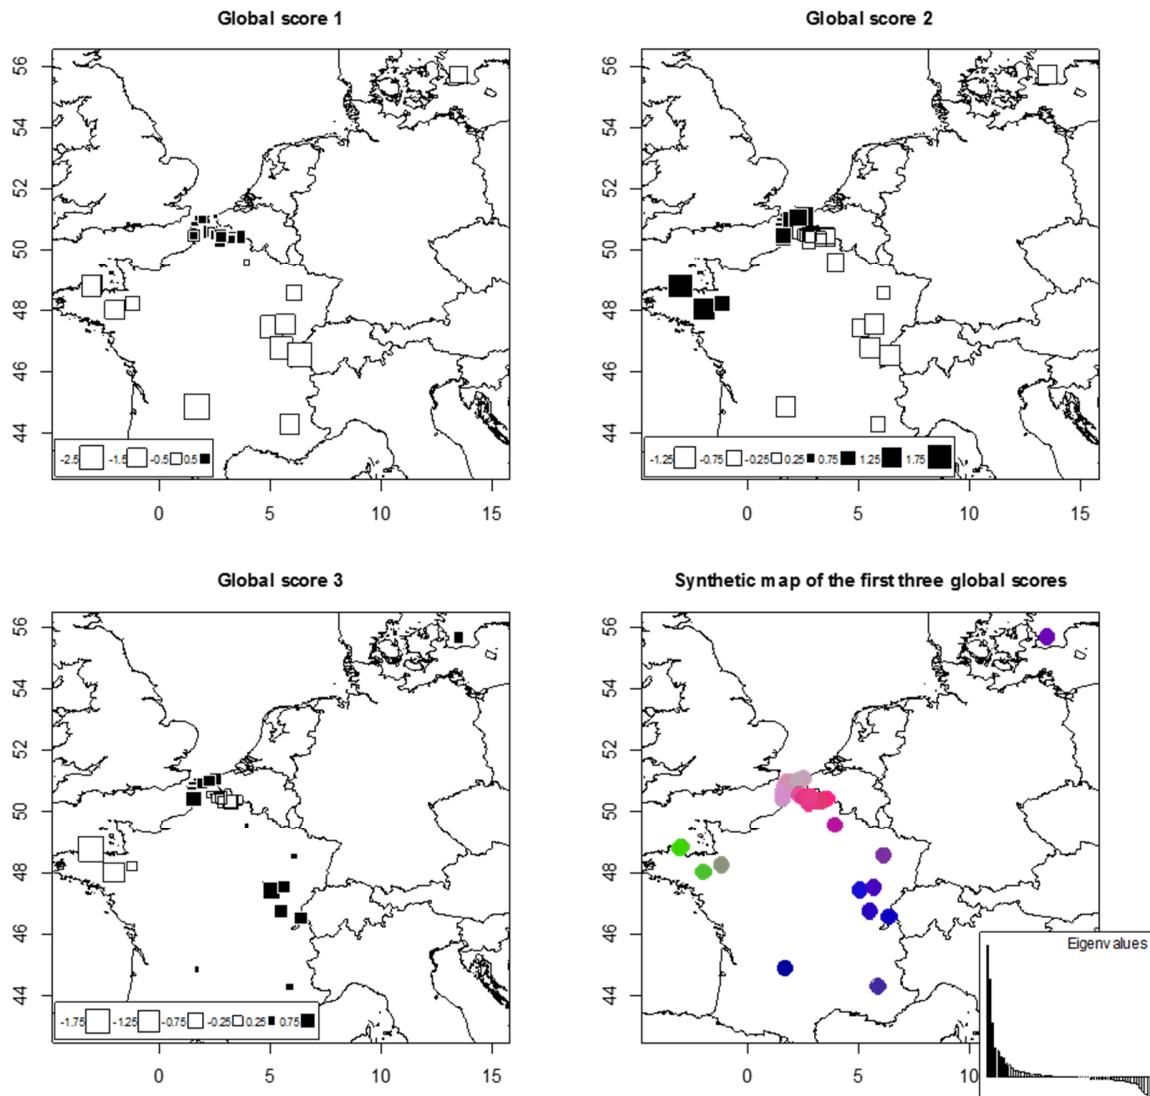 Global score 1
Global score 2
56
54
52
50
48
46
44
-2.5 -1.5 -0.5 0.5
0 5 10 15
56
54
52
50
48
46
44
-1.25 -0.75 -0.25 0.25 0.75 1.25 1.75
0 5 10 15
Global score 3
Synthetic map of the first three global scores
56
54
52
50
48
46
44
-1.75 -1.25 -0.75 -0.25 0.25 0.75
0 5 10 15
56
54
52
50
48
46
44
Eigenvalues
0 5 10